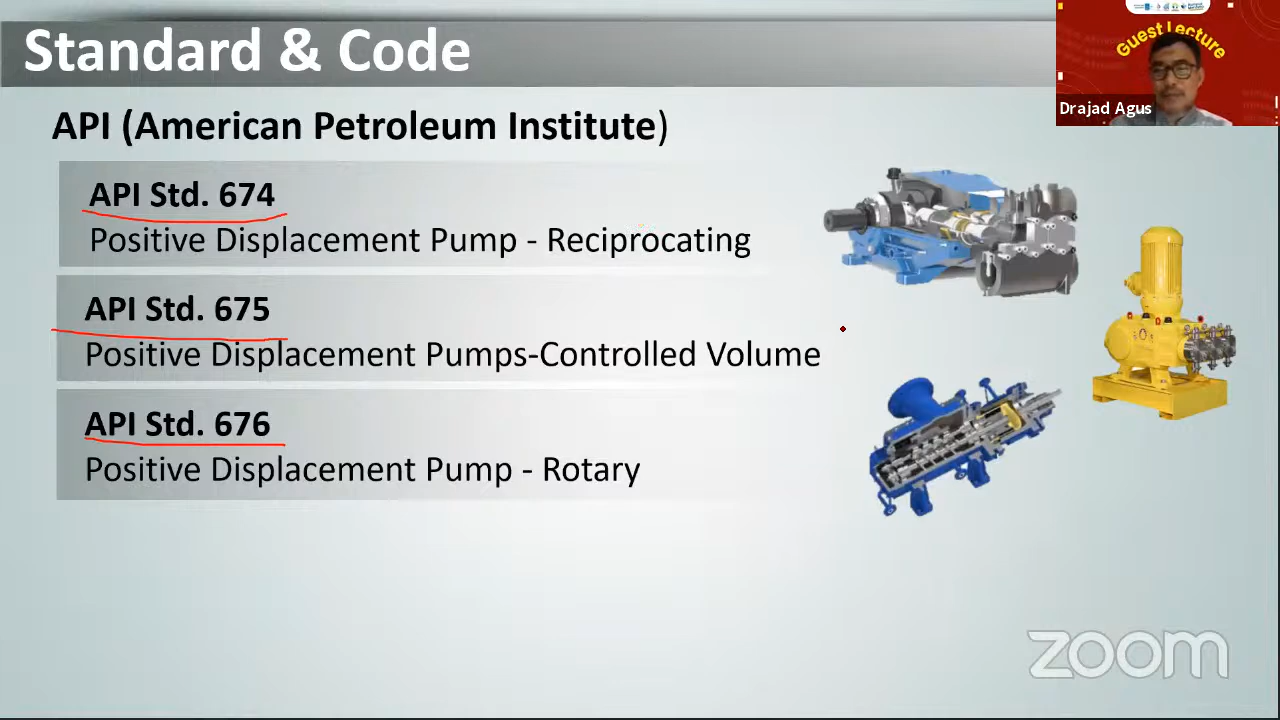 Standard & Code
Guest Lecture
Drajad Agus
API (American Petroleum Institute)
API Std. 674
Positive Displacement Pump - Reciprocating
API Std. 675
Positive Displacement Pumps-Controlled Volume
API Std. 676
Positive Displacement Pump - Rotary
zoom